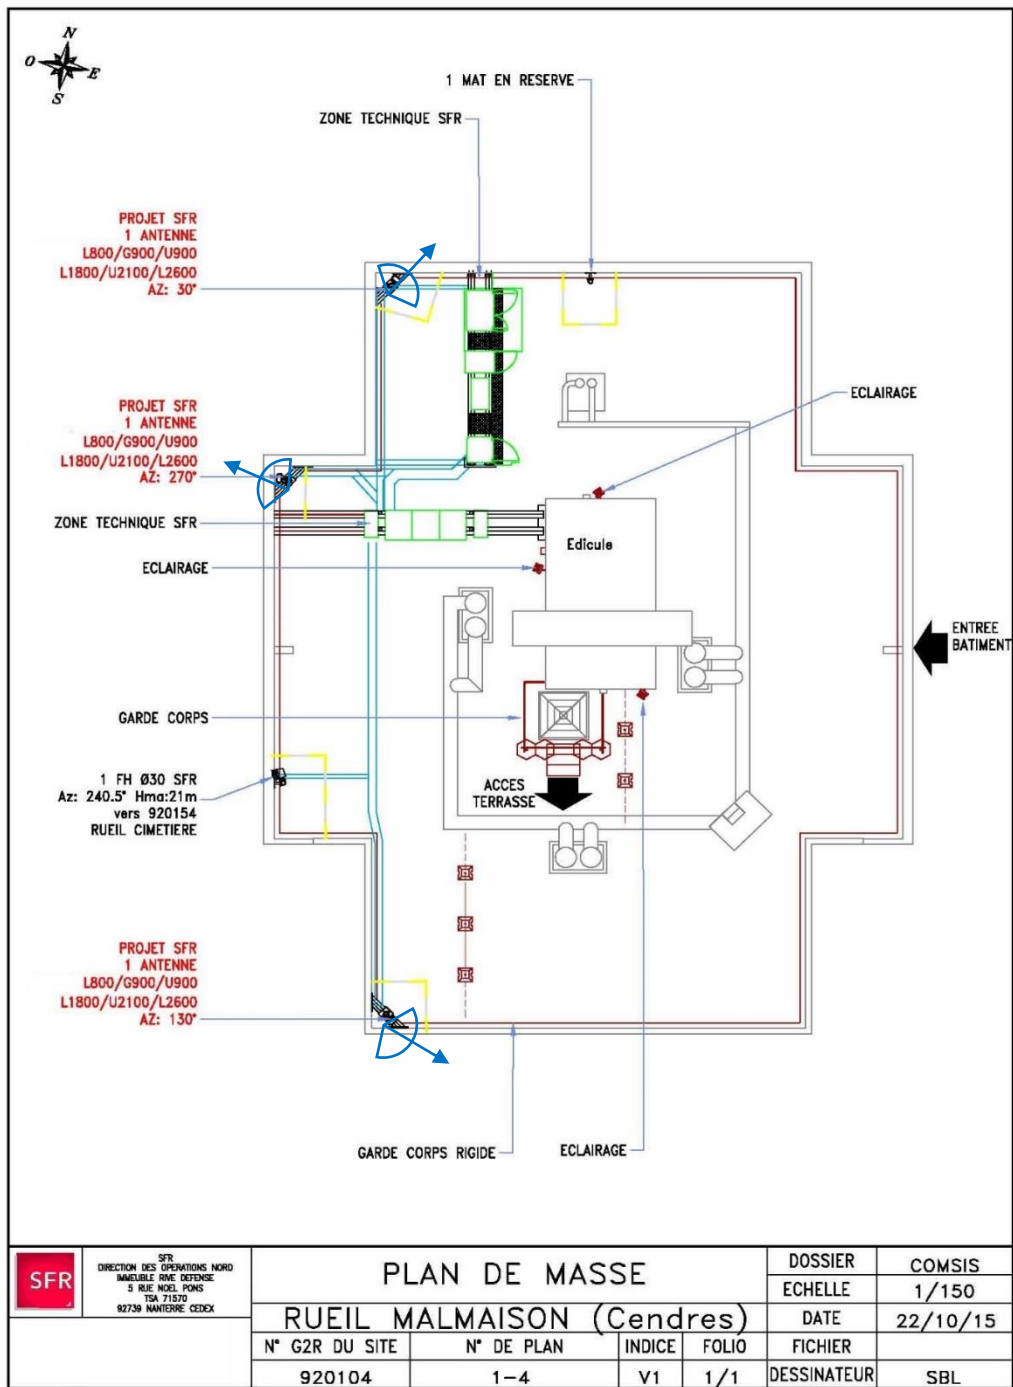 N
O
E
S
1 MAT EN RESERVE
ZONE TECHNIQUE SFR
PROJET SFR
1 ANTENNE
L800/G900/U900
L1800/U2100/L2600
AZ: 30°
ECLAIRAGE
PROJET SFR
1 ANTENNE
L800/G900/U900
L1800/U2100/L2600
AZ: 270°
ZONE TECHNIQUE SFR
Edicule
ECLAIRAGE
ENTREE
BATIMENT
GARDE CORPS
1 FH Ø30 SFR
Az: 240.5° Hma:21m
vers 920154
RUEIL CIMETIERE
ACCES
TERRASSE
PROJET SFR
1 ANTENNE
L800/G900/U900
L1800/U2100/L2600
AZ: 130°
GARDE CORPS RIGIDE
ECLAIRAGE
SFR
SFR
DIRECTION DES OPERATIONS NORD
IMMEUBLE RIVE DEFENSE
5 RUE NOEL PONS
TSA 71570
92739 NANTERRE CEDEX
PLAN DE MASSE
RUEIL MALMAISON (Cendres)
DOSSIER COMSIS
ECHELLE 1/150
DATE 22/10/15
N° G2R DU SITE N° DE PLAN INDICE FOLIO FICHIER
920104 1-4 V1 1/1 DESSINATEUR SBL